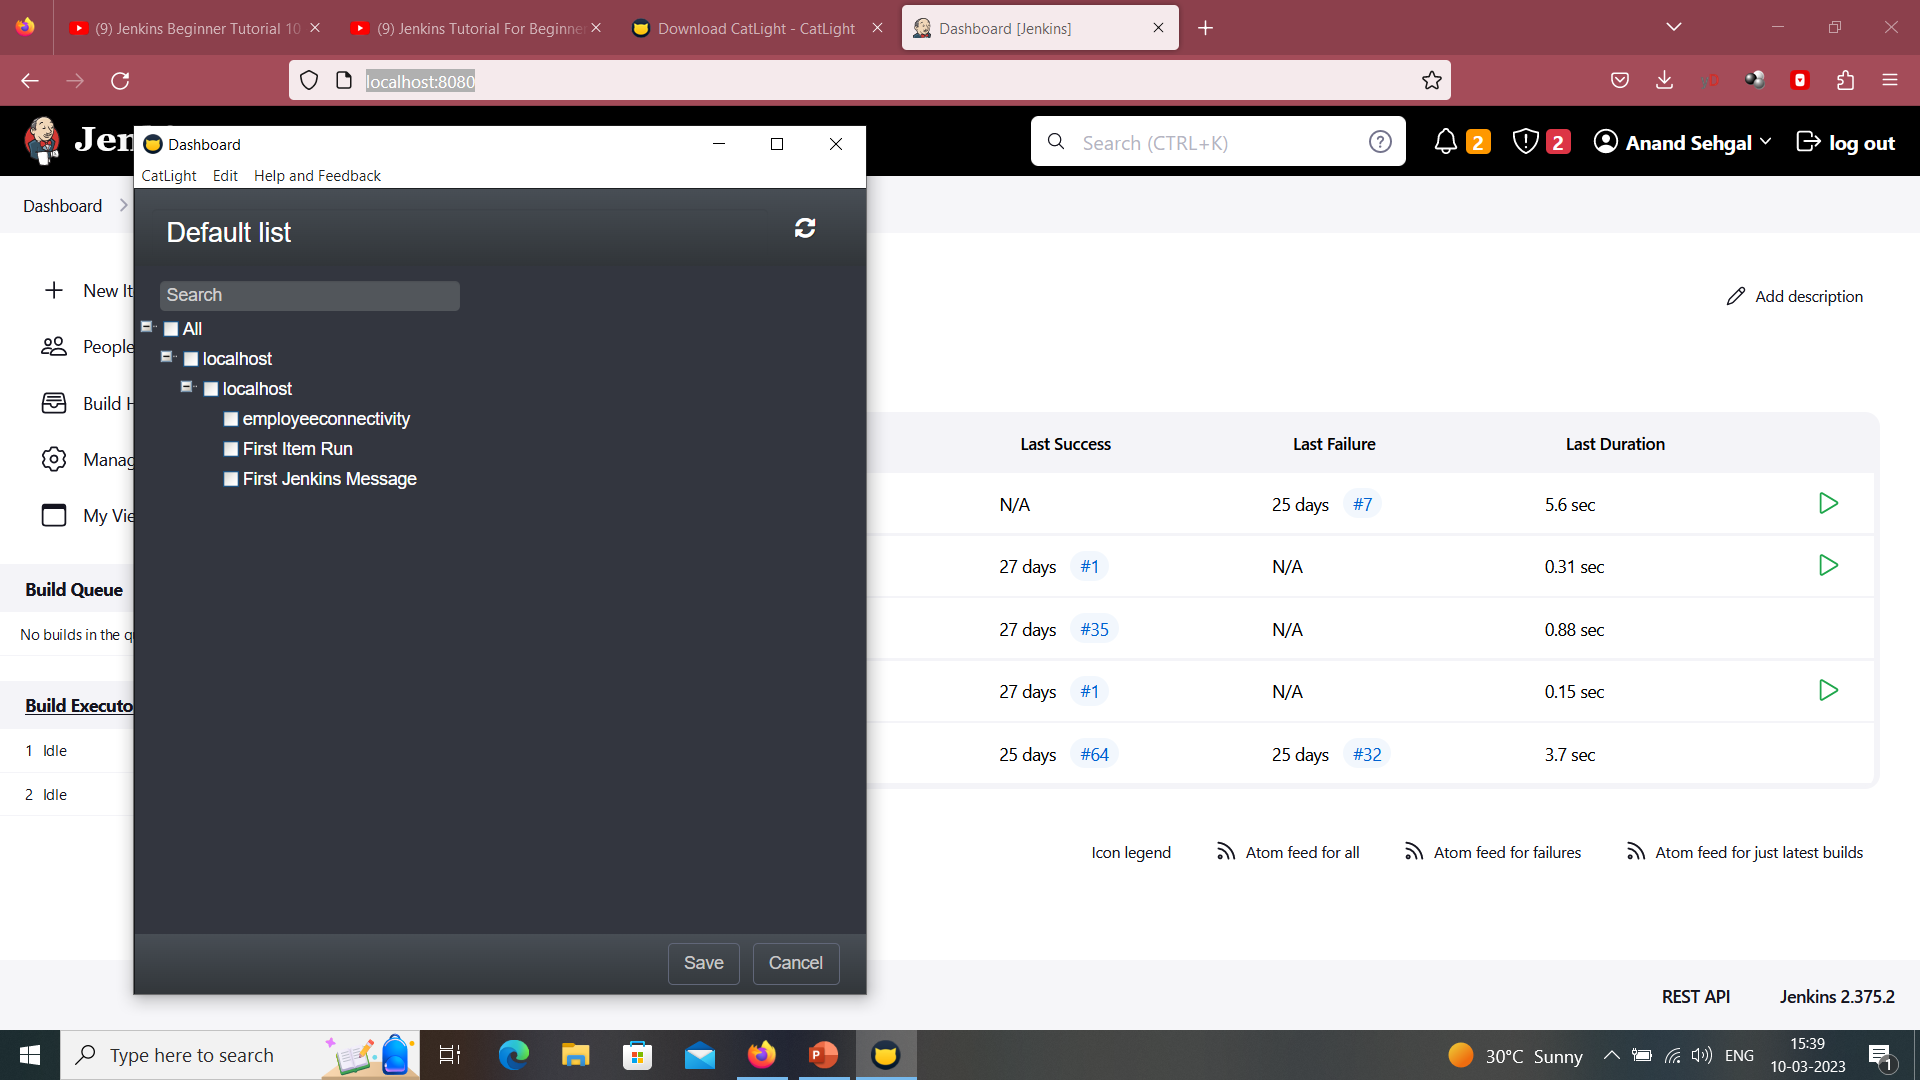 (9) Jenkins Beginner Tutorial 10
(9) Jenkins Tutorial For Beginne
Download CatLight - CatLight
Dashboard [Jenkins]
localhost:8080
Jen
Search (CTRL+K)
2
2
Anand Sehgal
log out
Dashboard
CatLight Edit Help and Feedback
Default list
Search
All
localhost
localhost
employeeconnectivity
First Item Run
First Jenkins Message
Save Cancel
Dashboard
New It
People
Build H
Manag
My Vie
Build Queue
No builds in the q
Build Executo
1 Idle
2 Idle
Add description
Last Success Last Failure Last Duration
N/A 25 days #7 5.6 sec
27 days #1 N/A 0.31 sec
27 days #35 N/A 0.88 sec
27 days #1 N/A 0.15 sec
25 days #64 25 days #32 3.7 sec
Icon legend Atom feed for all Atom feed for failures Atom feed for just latest builds
REST API Jenkins 2.375.2
Type here to search
30°C Sunny
ENG
15:39
10-03-2023
1